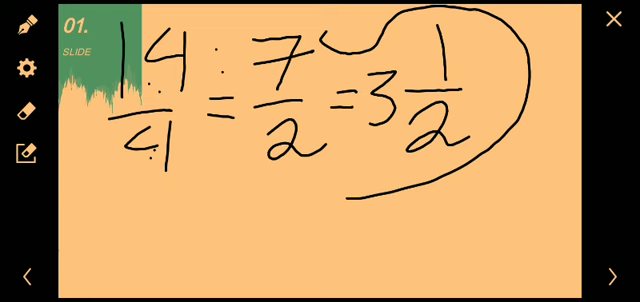 01.
SLIDE
14/4 = 7/2 = 3 1/2